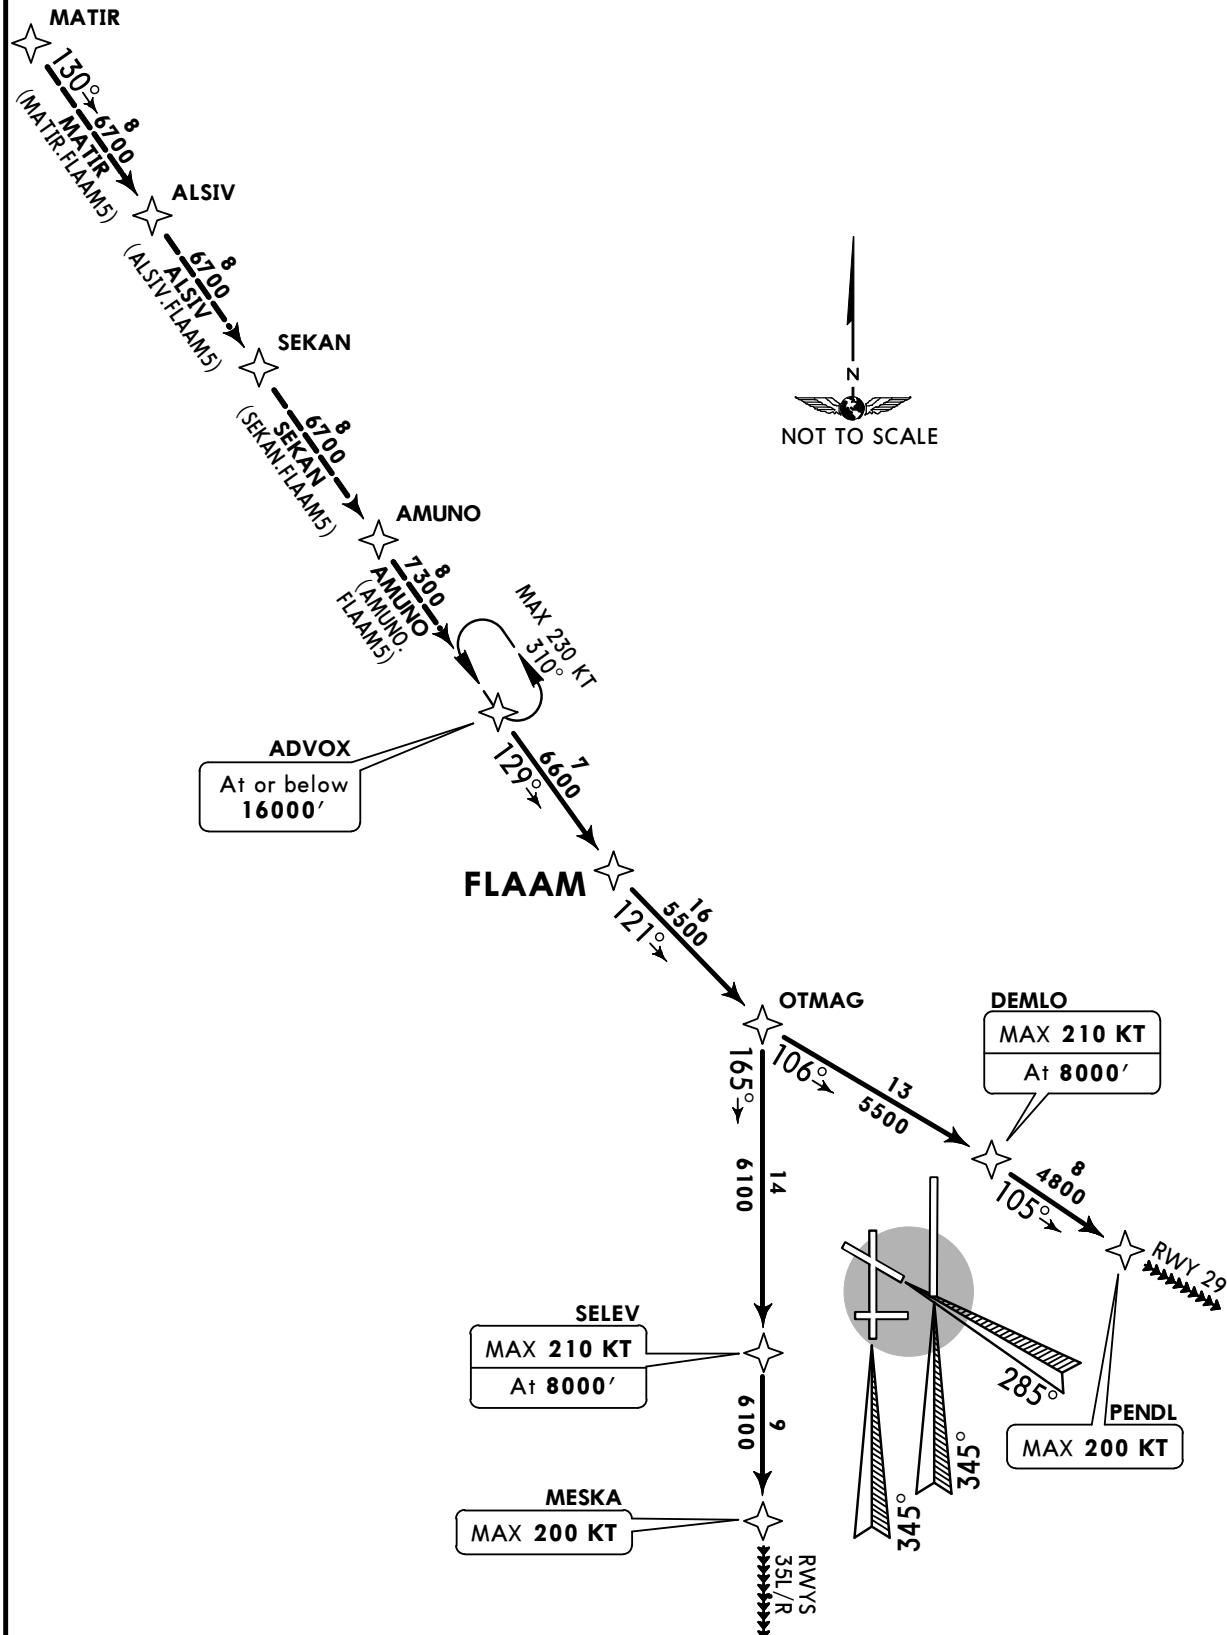 MATIR
130°
8
6700
MATIR
(MATIR.FLAAM5)
ALSIV
8
6700
ALSIV
(ALSIV.FLAAM5)
SEKAN
8
6700
SEKAN
(SEKAN.FLAAM5)
N
NOT TO SCALE
AMUNO
8
7300
AMUNO
(AMUNO.
FLAAM5)
MAX 230 KT
310°
ADVOX
At or below
16000′
129°
7
6600
FLAAM
121°
16
5500
OTMAG
106°
13
5500
DEMLO
MAX 210 KT
At 8000′
165°
14
6100
105°
8
4800
RWY 29
SELEV
MAX 210 KT
At 8000′
285°
PENDL
MAX 200 KT
9
6100
345°
345°
MESKA
MAX 200 KT
RWYS
35L/R